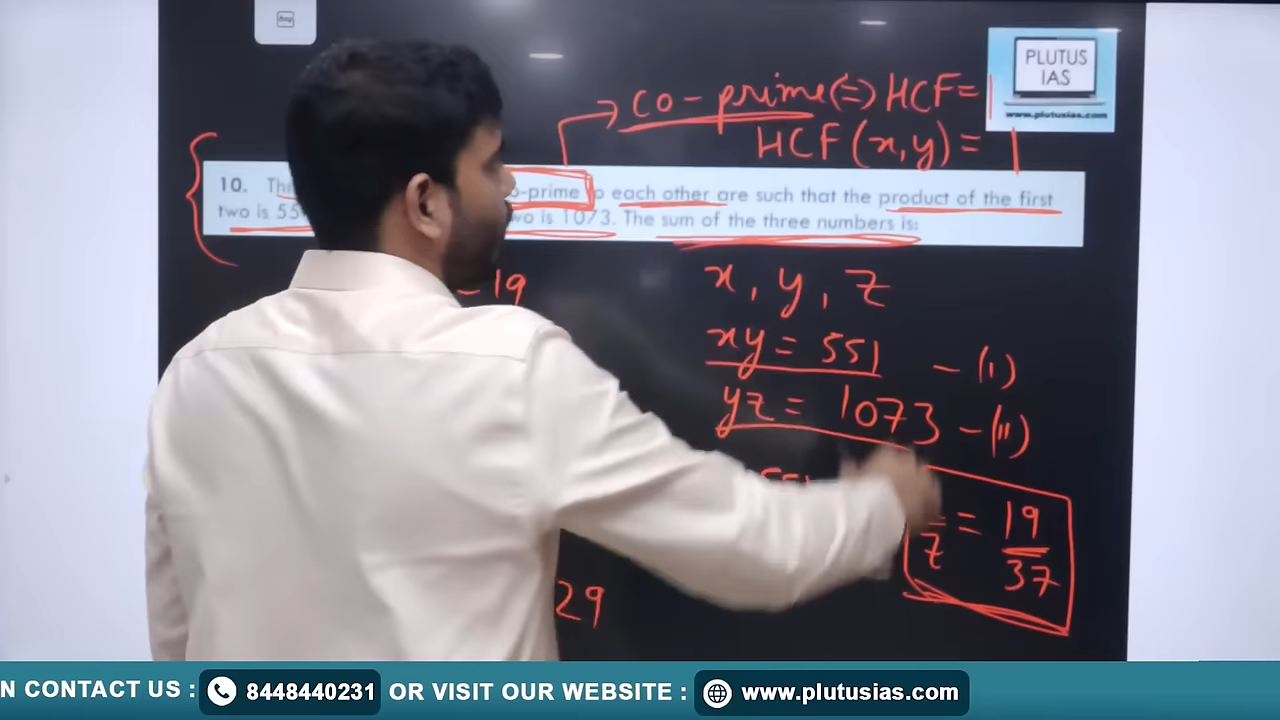 PLUTUS
IAS
www.plutusias.com
co-prime (=) HCF = 1
HCF (x, y) = 1
10. o-prime to each other are such that the product of the first
two is 55 wo is 1073. The sum of the three numbers is:
- 19
x, y, z
xy = 551 - (i)
yz = 1073 - (ii)
z = 19/37
29
N CONTACT US : 8448440231 OR VISIT OUR WEBSITE : www.plutusias.com